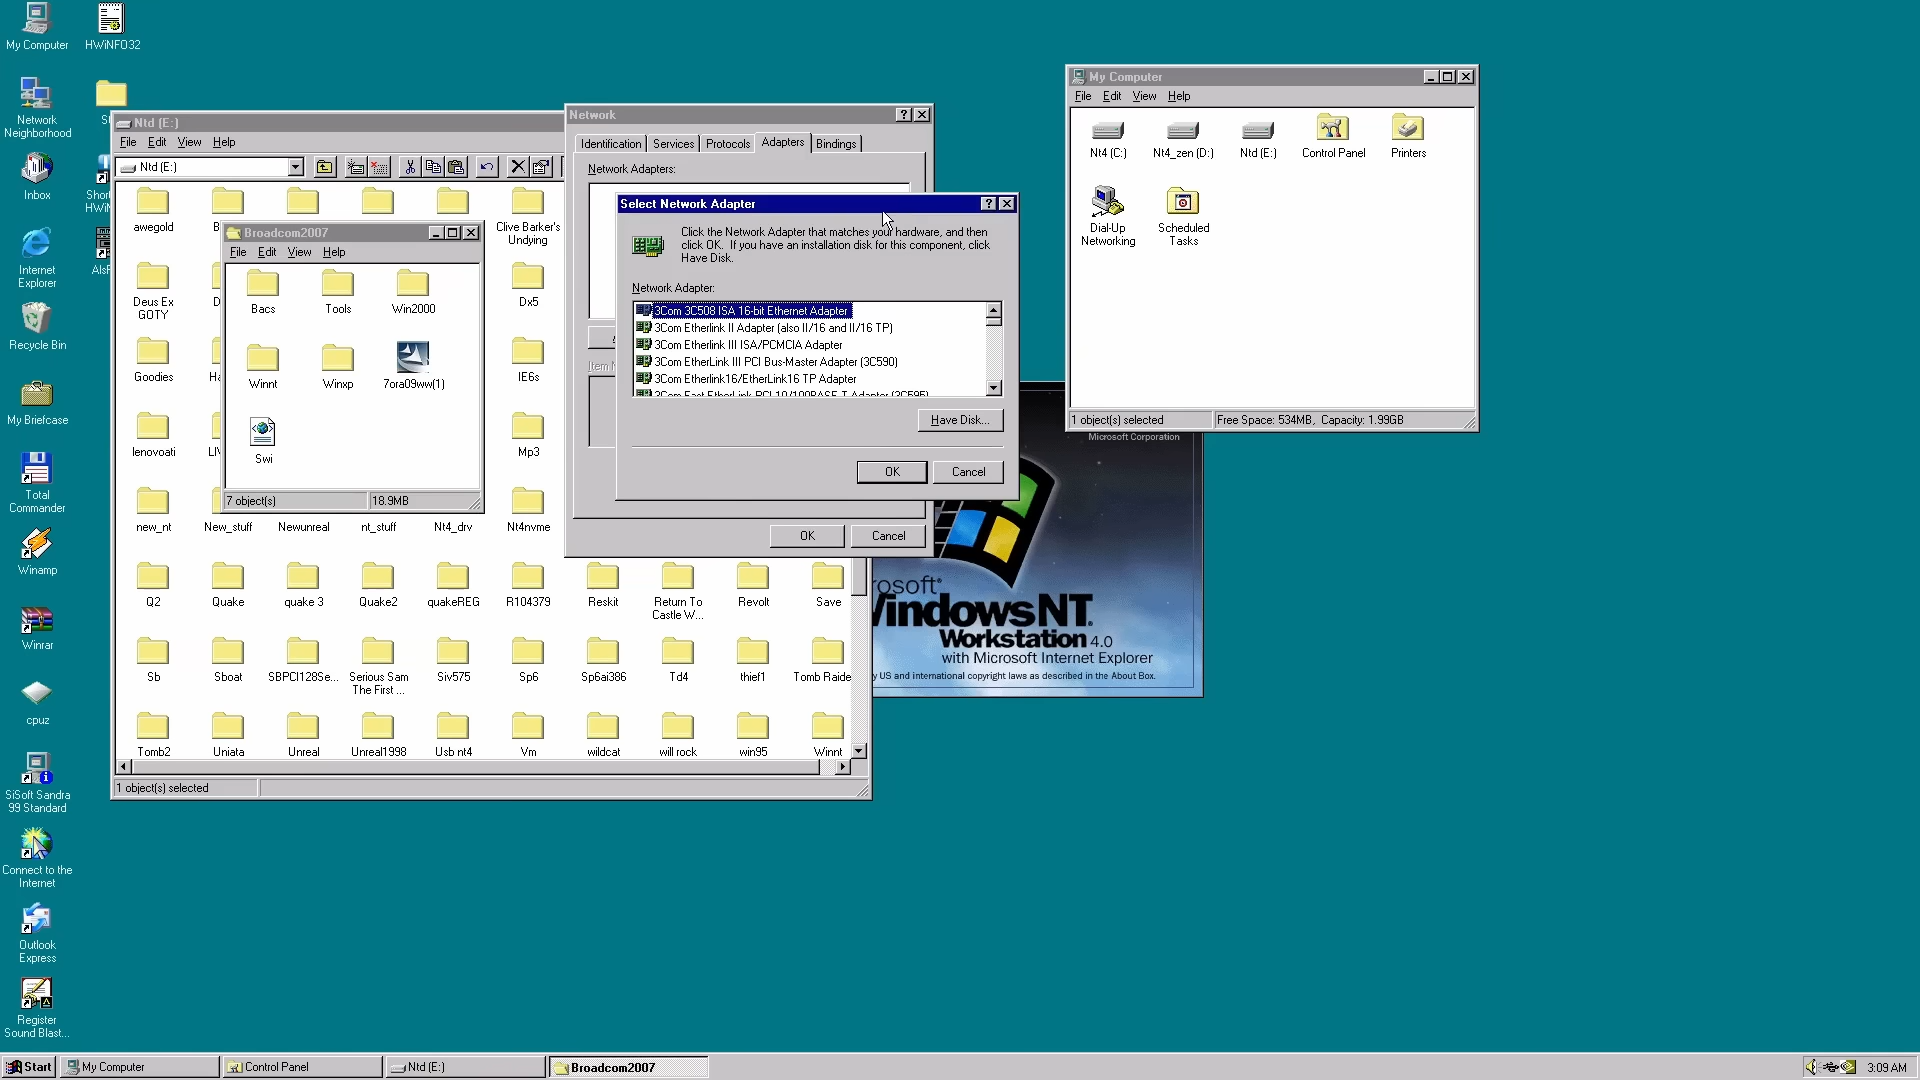 My Computer
HWiNFO32
Network
Neighborhood
Inbox
Internet
Explorer
Recycle Bin
My Briefcase
Total
Commander
Winamp
Winrar
cpuz
SiSoft Sandra
99 Standard
Connect to the
Internet
Outlook
Express
Register
Sound Blast...
Ntd (E:)
File Edit View Help
Ntd (E:)
awegold
Clive Barker's
Undying
Deus Ex
GOTY
Dx5
Goodies
IE6s
lenovoati
Mp3
new_nt New_stuff Newunreal nt_stuff Nt4_drv Nt4nvme
Q2 Quake quake 3 Quake2 quakeREG R104379 Reskit Return To Revolt Save
Castle W...
Sb Sboat SBPCI128Se... Serious Sam Siv575 Sp6 Sp6ai386 Td4 thief1 Tomb Raide
The First ...
Tomb2 Uniata Unreal Unreal1998 Usb nt4 Vm wildcat will rock win95 Winnt
1 object(s) selected
Broadcom2007
File Edit View Help
Bacs Tools Win2000
Winnt Winxp 7ora09ww(1)
Swi
7 object(s) 18.9MB
Network
Identification Services Protocols Adapters Bindings
Network Adapters:
OK Cancel
Select Network Adapter
Click the Network Adapter that matches your hardware, and then
click OK. If you have an installation disk for this component, click
Have Disk.
Network Adapter:
3Com 3C508 ISA 16-bit Ethernet Adapter
3Com Etherlink II Adapter (also II/16 and II/16 TP)
3Com Etherlink III ISA/PCMCIA Adapter
3Com EtherLink III PCI Bus-Master Adapter (3C590)
3Com Etherlink16/EtherLink16 TP Adapter
3Com Fast EtherLink PCI 10/100BASE-T Adapter (3C595)
Have Disk...
OK Cancel
My Computer
File Edit View Help
Nt4 (C:) Nt4_zen (D:) Ntd (E:) Control Panel Printers
Dial-Up Scheduled
Networking Tasks
1 object(s) selected Free Space: 534MB, Capacity: 1.99GB
Microsoft Corporation
rosoft®
WindowsNT.
Workstation 4.0
with Microsoft Internet Explorer
y US and international copyright laws as described in the About Box.
Start My Computer Control Panel Ntd (E:) Broadcom2007 3:09 AM